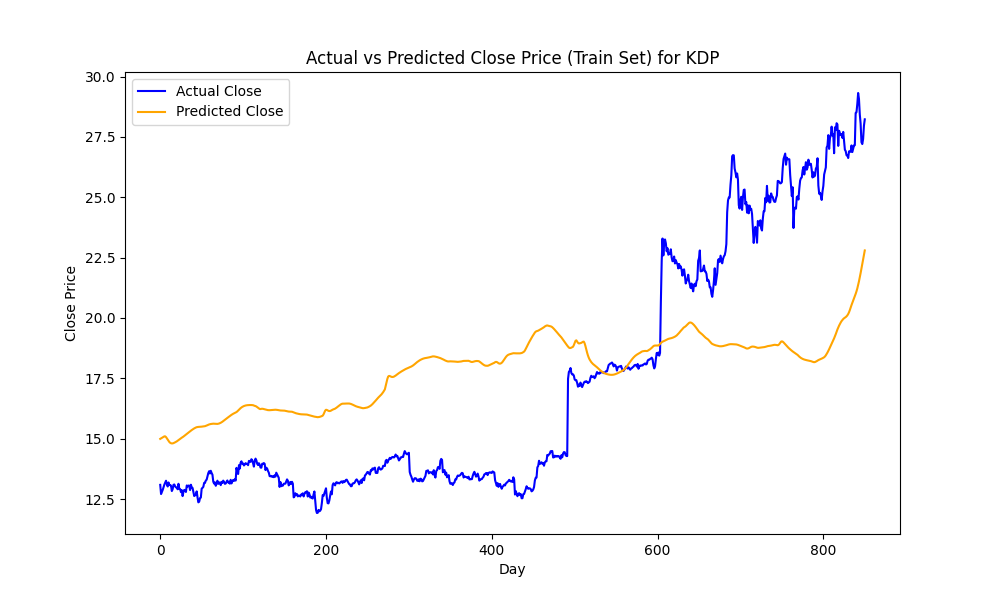 Actual vs Predicted Close Price (Train Set) for KDP
Actual Close
Predicted Close
Close Price
30.0
27.5
25.0
22.5
20.0
17.5
15.0
12.5
0 200 400 600 800
Day